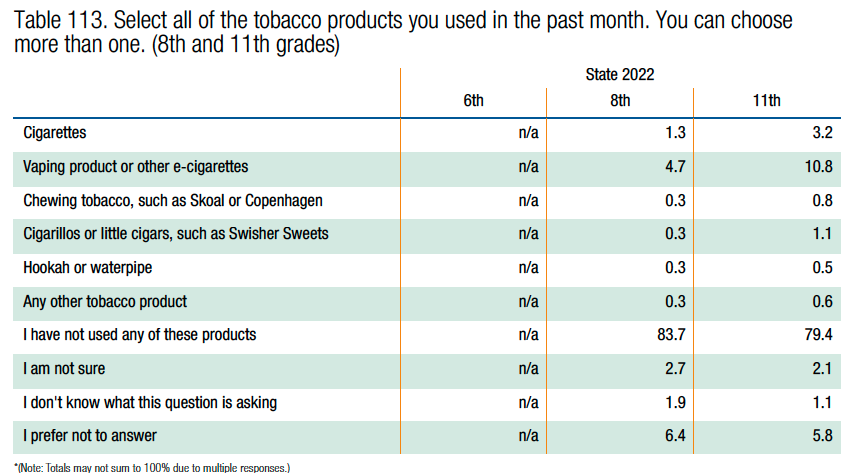 Table 113. Select all of the tobacco products you used in the past month. You can choose
more than one. (8th and 11th grades)
State 2022
6th 8th 11th
Cigarettes n/a 1.3 3.2
Vaping product or other e-cigarettes n/a 4.7 10.8
Chewing tobacco, such as Skoal or Copenhagen n/a 0.3 0.8
Cigarillos or little cigars, such as Swisher Sweets n/a 0.3 1.1
Hookah or waterpipe n/a 0.3 0.5
Any other tobacco product n/a 0.3 0.6
I have not used any of these products n/a 83.7 79.4
I am not sure n/a 2.7 2.1
I don't know what this question is asking n/a 1.9 1.1
I prefer not to answer n/a 6.4 5.8
*(Note: Totals may not sum to 100% due to multiple responses.)